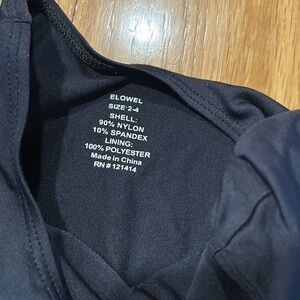 ELOWEL
SIZE:2-4
SHELL:
90% NYLON
10% SPANDEX
LINING:
100% POLYESTER
Made in China
RN # 121414